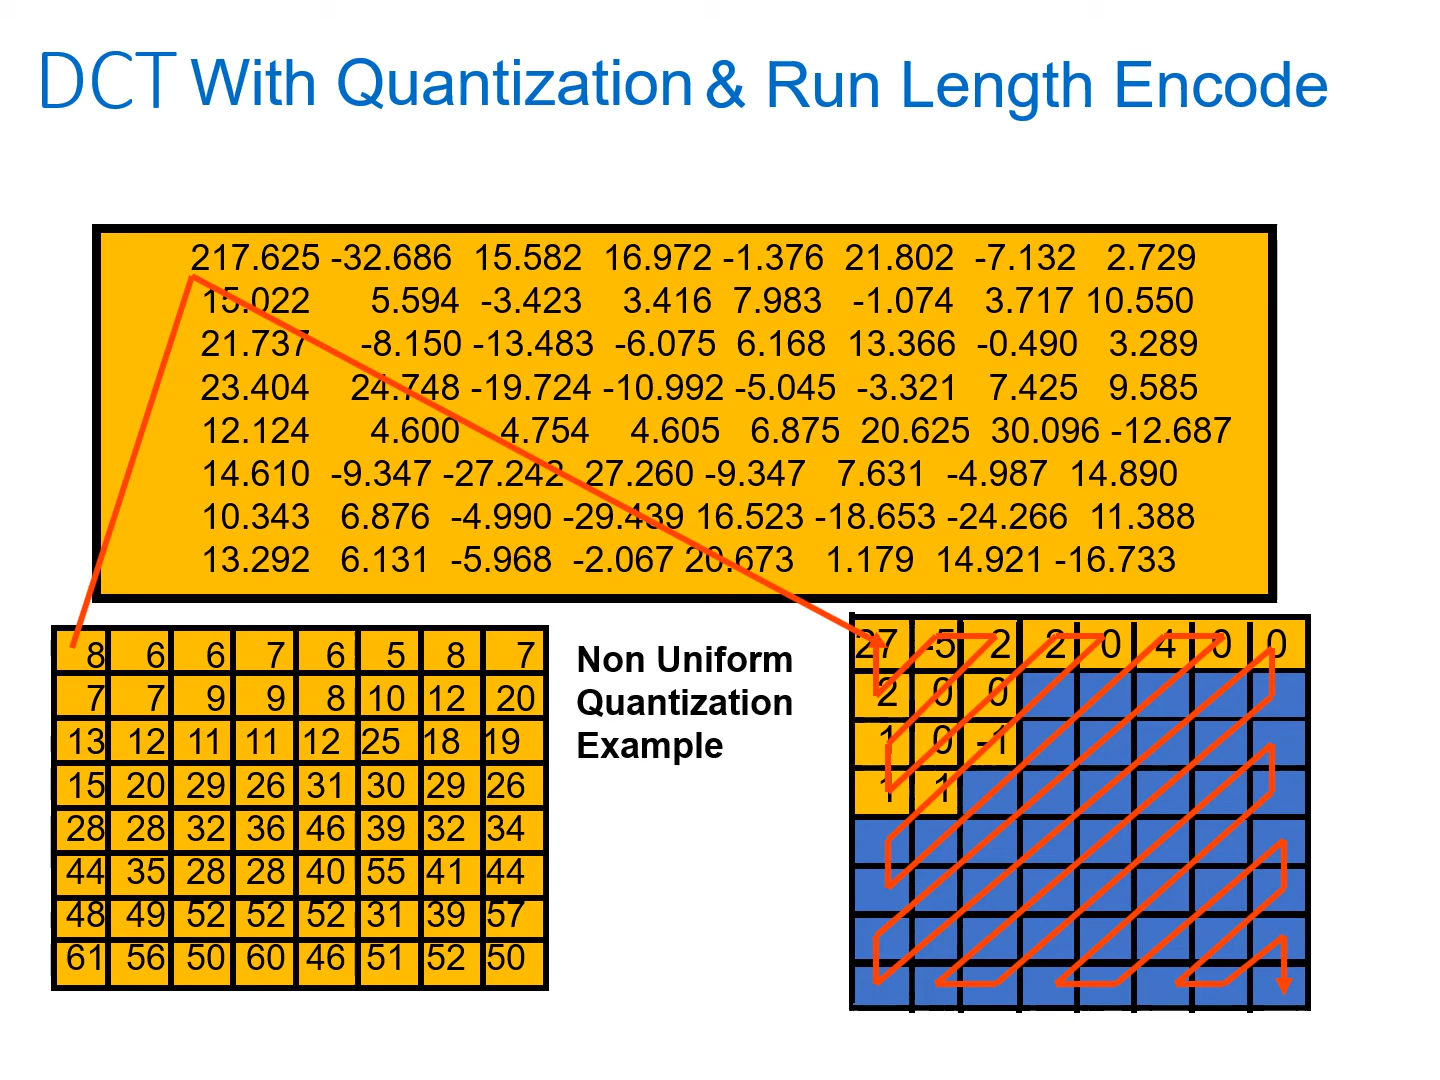 DCT With Quantization & Run Length Encode
217.625 -32.686 15.582 16.972 -1.376 21.802 -7.132 2.729
15.022 5.594 -3.423 3.416 7.983 -1.074 3.717 10.550
21.737 -8.150 -13.483 -6.075 6.168 13.366 -0.490 3.289
23.404 24.748 -19.724 -10.992 -5.045 -3.321 7.425 9.585
12.124 4.600 4.754 4.605 6.875 20.625 30.096 -12.687
14.610 -9.347 -27.242 27.260 -9.347 7.631 -4.987 14.890
10.343 6.876 -4.990 -29.439 16.523 -18.653 -24.266 11.388
13.292 6.131 -5.968 -2.067 20.673 1.179 14.921 -16.733
8 6 6 7 6 5 8 7
7 7 9 9 8 10 12 20
13 12 11 11 12 25 18 19
15 20 29 26 31 30 29 26
28 28 32 36 46 39 32 34
44 35 28 28 40 55 41 44
48 49 52 52 52 31 39 57
61 56 50 60 46 51 52 50
Non Uniform
Quantization
Example
27 -5 2 2 0 4 0 0
2 0 0
1 0 -1
1 1